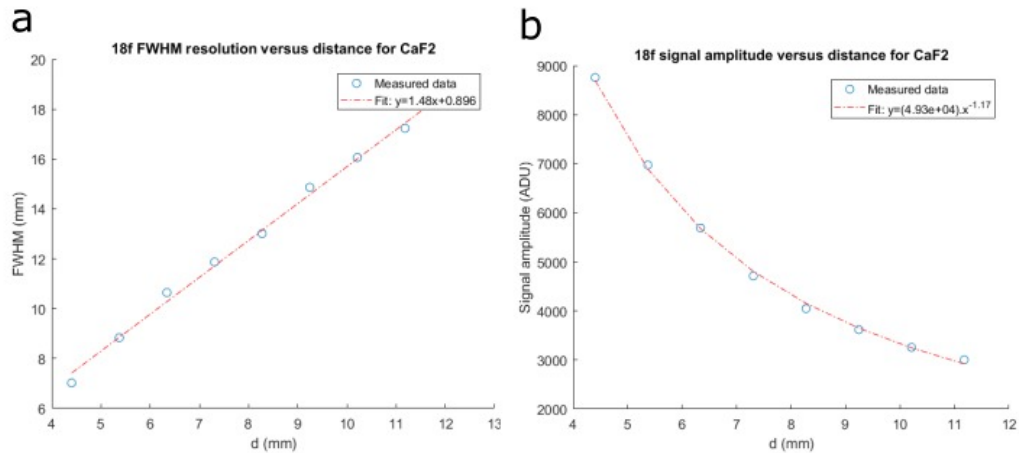 a
18f FWHM resolution versus distance for CaF2
20
18
16
14
12
10
8
6
FWHM (mm)
Measured data
Fit: y=1.48x+0.896
4 5 6 7 8 9 10 11 12 13
d (mm)
b
18f signal amplitude versus distance for CaF2
9000
8000
7000
6000
5000
4000
3000
2000
Signal amplitude (ADU)
Measured data
Fit: y=(4.93e+04).x^-1.17
4 5 6 7 8 9 10 11 12
d (mm)